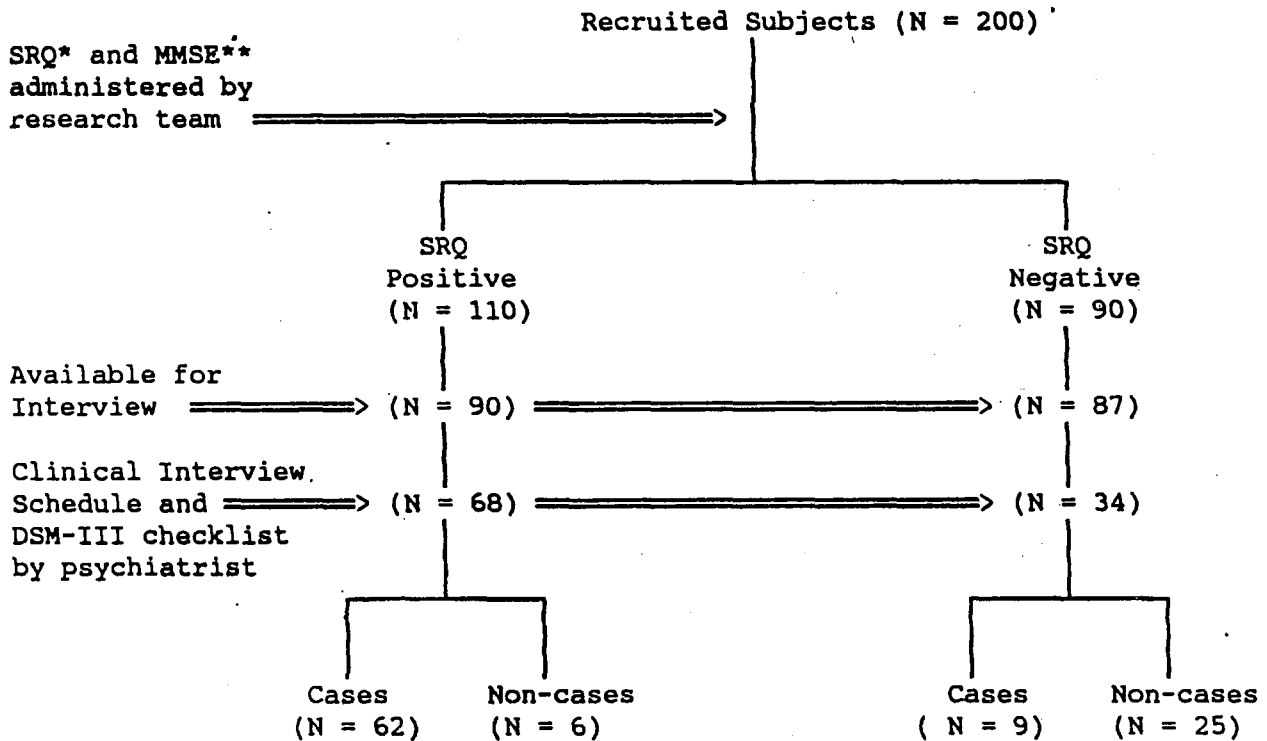 Recruited Subjects (N = 200)
SRQ* and MMSE**
administered by
research team
SRQ
Positive
(N = 110)
SRQ
Negative
(N = 90)
Available for
Interview
(N = 90)
(N = 87)
Clinical Interview
Schedule and
DSM-III checklist
by psychiatrist
(N = 68)
(N = 34)
Cases
(N = 62)
Non-cases
(N = 6)
Cases
( N = 9)
Non-cases
(N = 25)